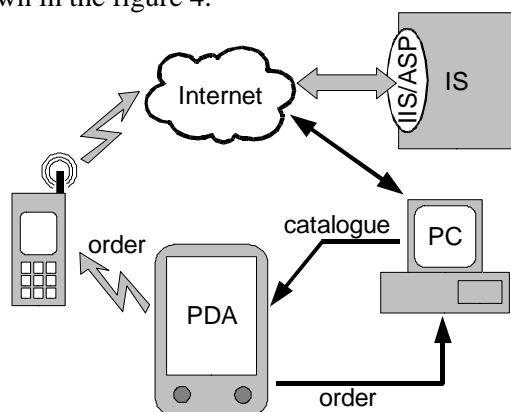 wn in the figure 4.
Internet
IIS/ASP
IS
order
catalogue
PC
PDA
order